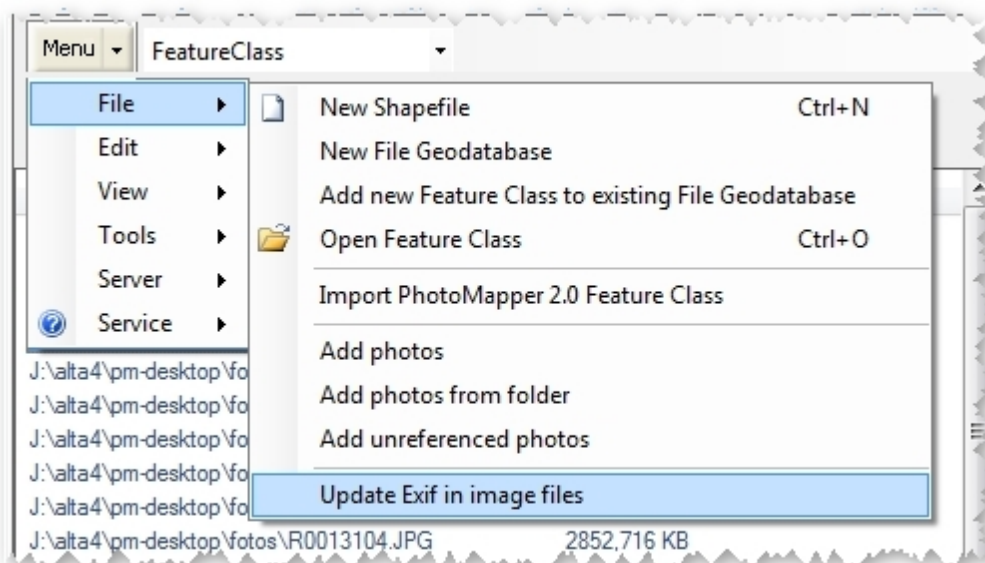 Menu FeatureClass
File
Edit
View
Tools
Server
Service
New Shapefile Ctrl+N
New File Geodatabase
Add new Feature Class to existing File Geodatabase
Open Feature Class Ctrl+O
Import PhotoMapper 2.0 Feature Class
Add photos
Add photos from folder
Add unreferenced photos
Update Exif in image files
J:\alta4\pm-desktop\fo
J:\alta4\pm-desktop\fo
J:\alta4\pm-desktop\fo
J:\alta4\pm-desktop\fo
J:\alta4\pm-desktop\fo
J:\alta4\pm-desktop\fotos\R0013104.JPG 2852,716 KB